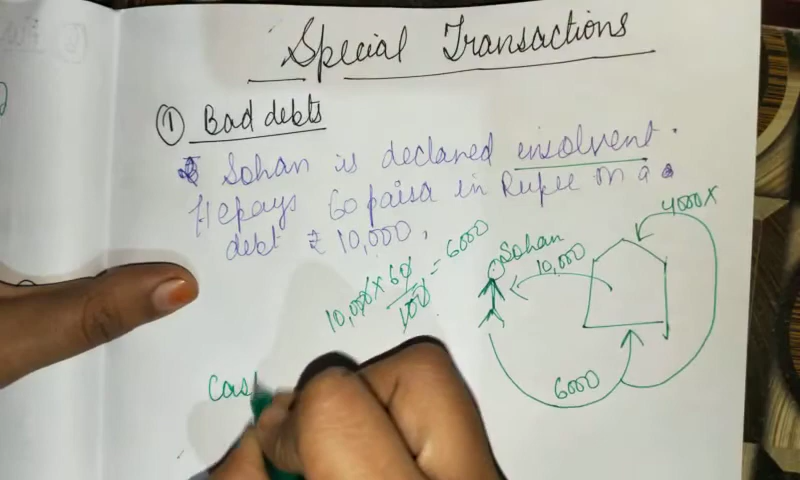 Special Transactions
① Bad debts
Sohan is declared insolvent.
He pays 60 paisa in Rupee on a
debt ₹ 10,000.
10,000 x 60/100 = 6000
Sohan
10,000
4000 X
6000
Cas